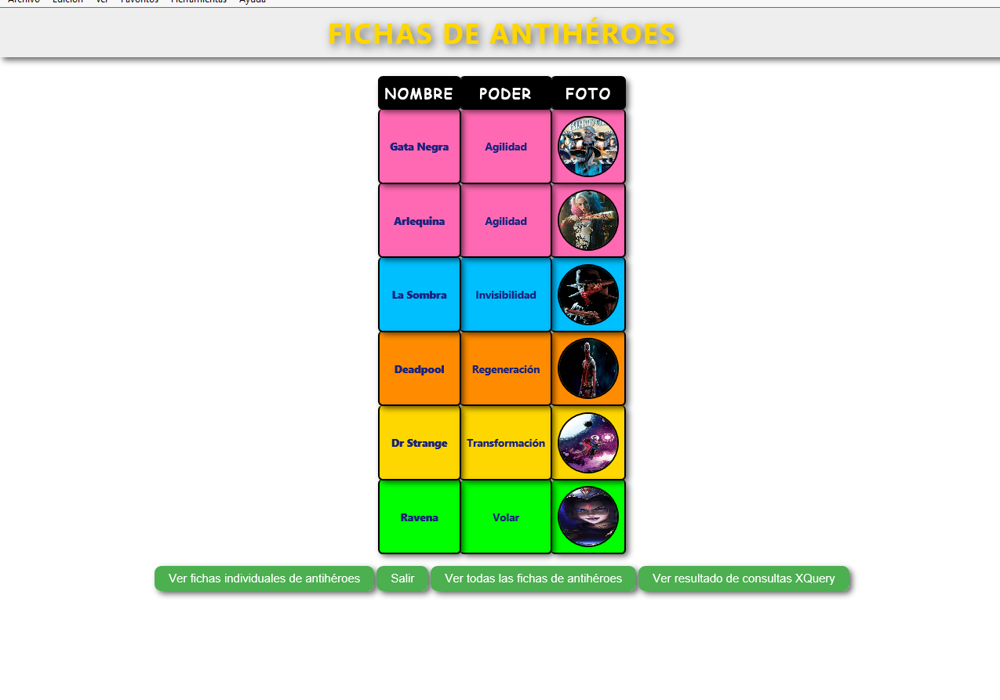 Archivo Edición Ver Favoritos Herramientas Ayuda
FICHAS DE ANTIHÉROES
NOMBRE PODER FOTO
Gata Negra Agilidad
Arlequina Agilidad
La Sombra Invisibilidad
Deadpool Regeneración
Dr Strange Transformación
Ravena Volar
Ver fichas individuales de antihéroes Salir Ver todas las fichas de antihéroes Ver resultado de consultas XQuery